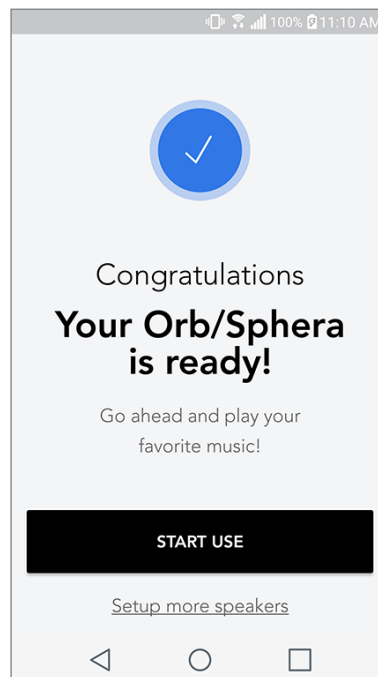 100% 11:10 AM
Congratulations
Your Orb/Sphera
is ready!
Go ahead and play your
favorite music!
START USE
Setup more speakers